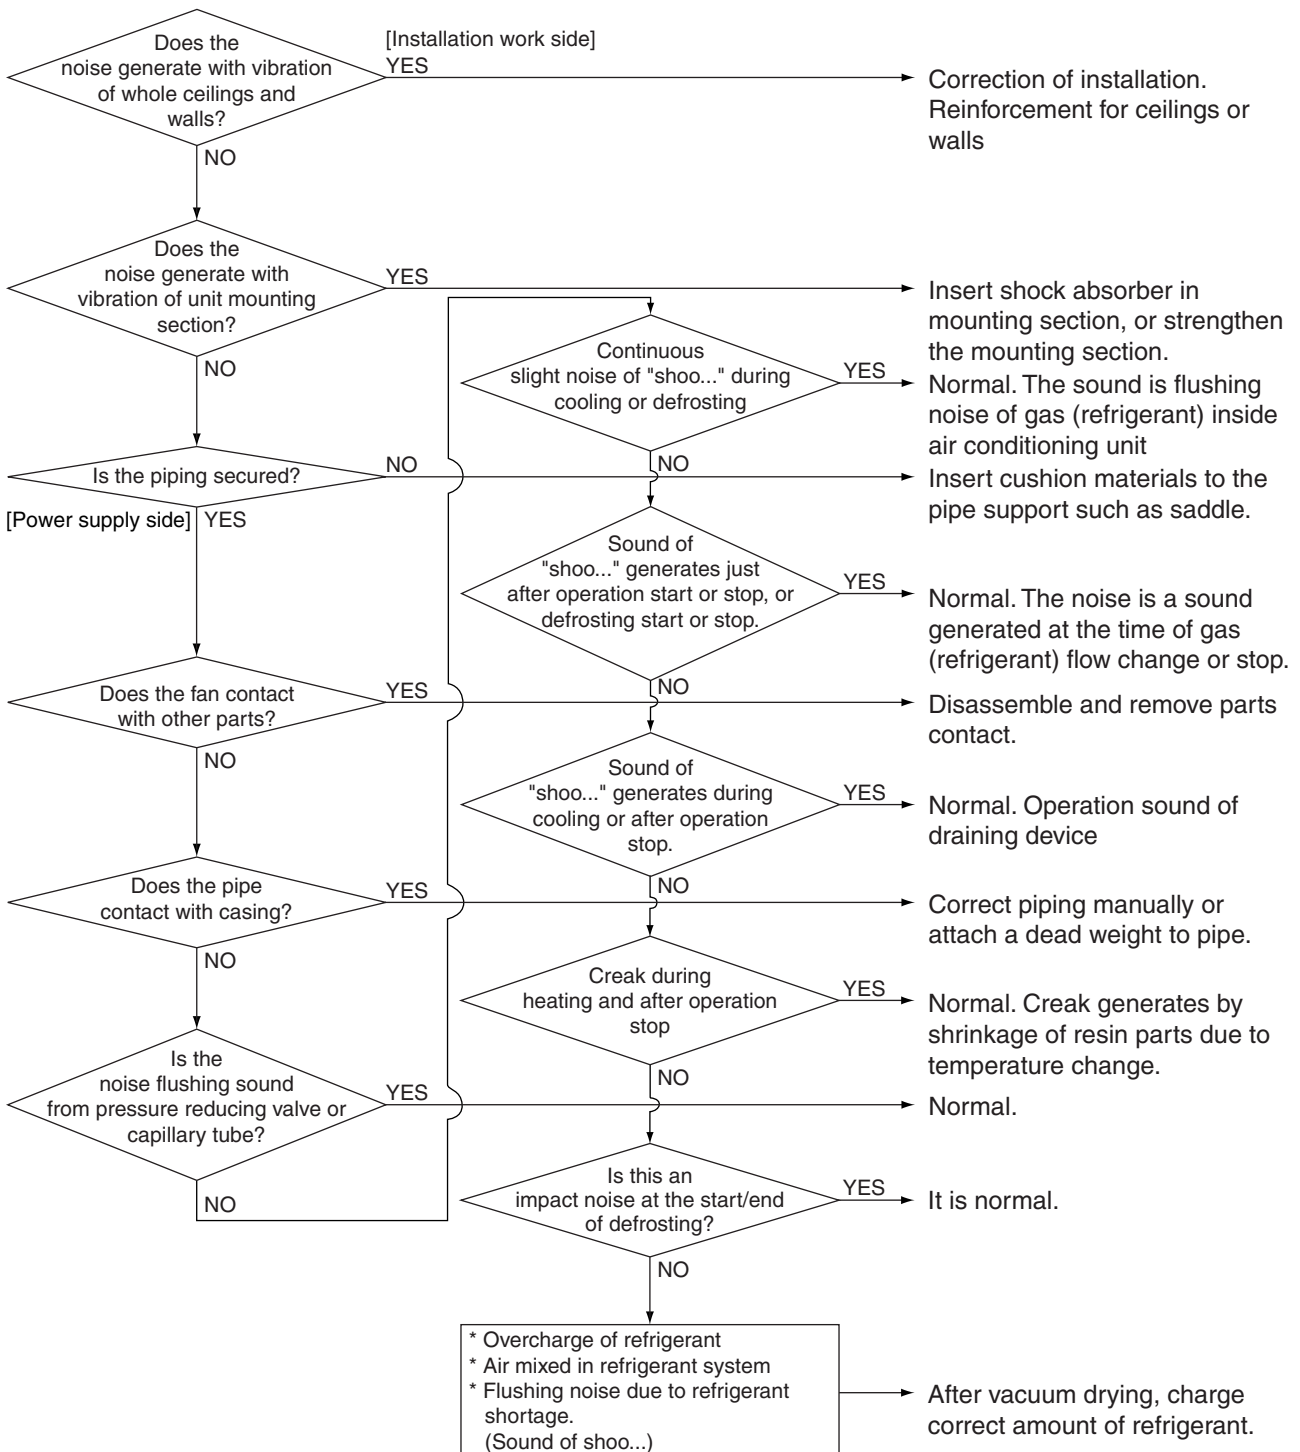 Does the
noise generate with vibration
of whole ceilings and
walls?
[Installation work side]
YES
Correction of installation.
Reinforcement for ceilings or
walls
NO
Does the
noise generate with
vibration of unit mounting
section?
YES
Insert shock absorber in
mounting section, or strengthen
the mounting section.
NO
Is the piping secured?
NO
Insert cushion materials to the
pipe support such as saddle.
[Power supply side]
YES
Does the fan contact
with other parts?
YES
Disassemble and remove parts
contact.
NO
Does the pipe
contact with casing?
YES
Correct piping manually or
attach a dead weight to pipe.
NO
Is the
noise flushing sound
from pressure reducing valve or
capillary tube?
YES
Normal.
NO
Continuous
slight noise of "shoo..." during
cooling or defrosting
YES
Normal. The sound is flushing
noise of gas (refrigerant) inside
air conditioning unit
NO
Sound of
"shoo..." generates just
after operation start or stop, or
defrosting start or stop.
YES
Normal. The noise is a sound
generated at the time of gas
(refrigerant) flow change or stop.
NO
Sound of
"shoo..." generates during
cooling or after operation
stop.
YES
Normal. Operation sound of
draining device
NO
Creak during
heating and after operation
stop
YES
Normal. Creak generates by
shrinkage of resin parts due to
temperature change.
NO
Is this an
impact noise at the start/end
of defrosting?
YES
It is normal.
NO
* Overcharge of refrigerant
* Air mixed in refrigerant system
* Flushing noise due to refrigerant
shortage.
(Sound of shoo...)
After vacuum drying, charge
correct amount of refrigerant.